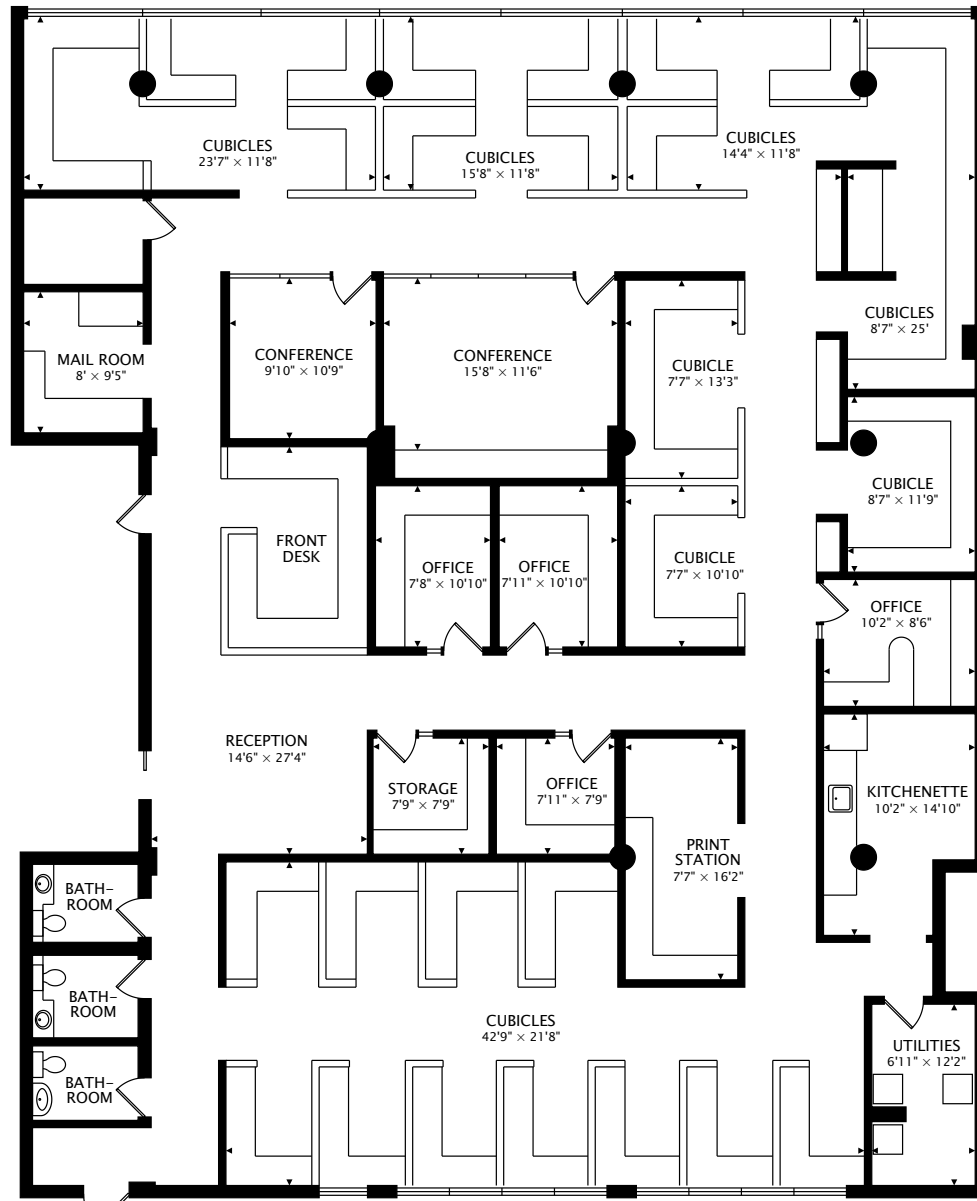 CUBICLES
23'7" × 11'8"
CUBICLES
15'8" × 11'8"
CUBICLES
14'4" × 11'8"
CUBICLES
8'7" × 25'
MAIL ROOM
8' × 9'5"
CONFERENCE
9'10" × 10'9"
CONFERENCE
15'8" × 11'6"
CUBICLE
7'7" × 13'3"
CUBICLE
8'7" × 11'9"
FRONT
DESK
OFFICE
7'8" × 10'10"
OFFICE
7'11" × 10'10"
CUBICLE
7'7" × 10'10"
OFFICE
10'2" × 8'6"
RECEPTION
14'6" × 27'4"
STORAGE
7'9" × 7'9"
OFFICE
7'11" × 7'9"
KITCHENETTE
10'2" × 14'10"
PRINT
STATION
7'7" × 16'2"
BATH-
ROOM
BATH-
ROOM
CUBICLES
42'9" × 21'8"
UTILITIES
6'11" × 12'2"
BATH-
ROOM